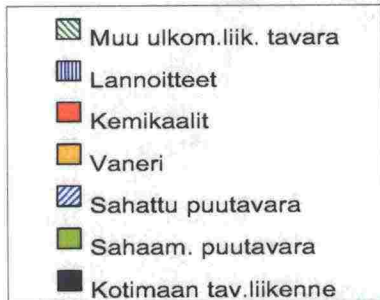 Muu ulkom.liik. tavara
Lannoitteet
Kemikaalit
Vaneri
Sahattu puutavara
Sahaam. puutavara
Kotimaan tav.liikenne